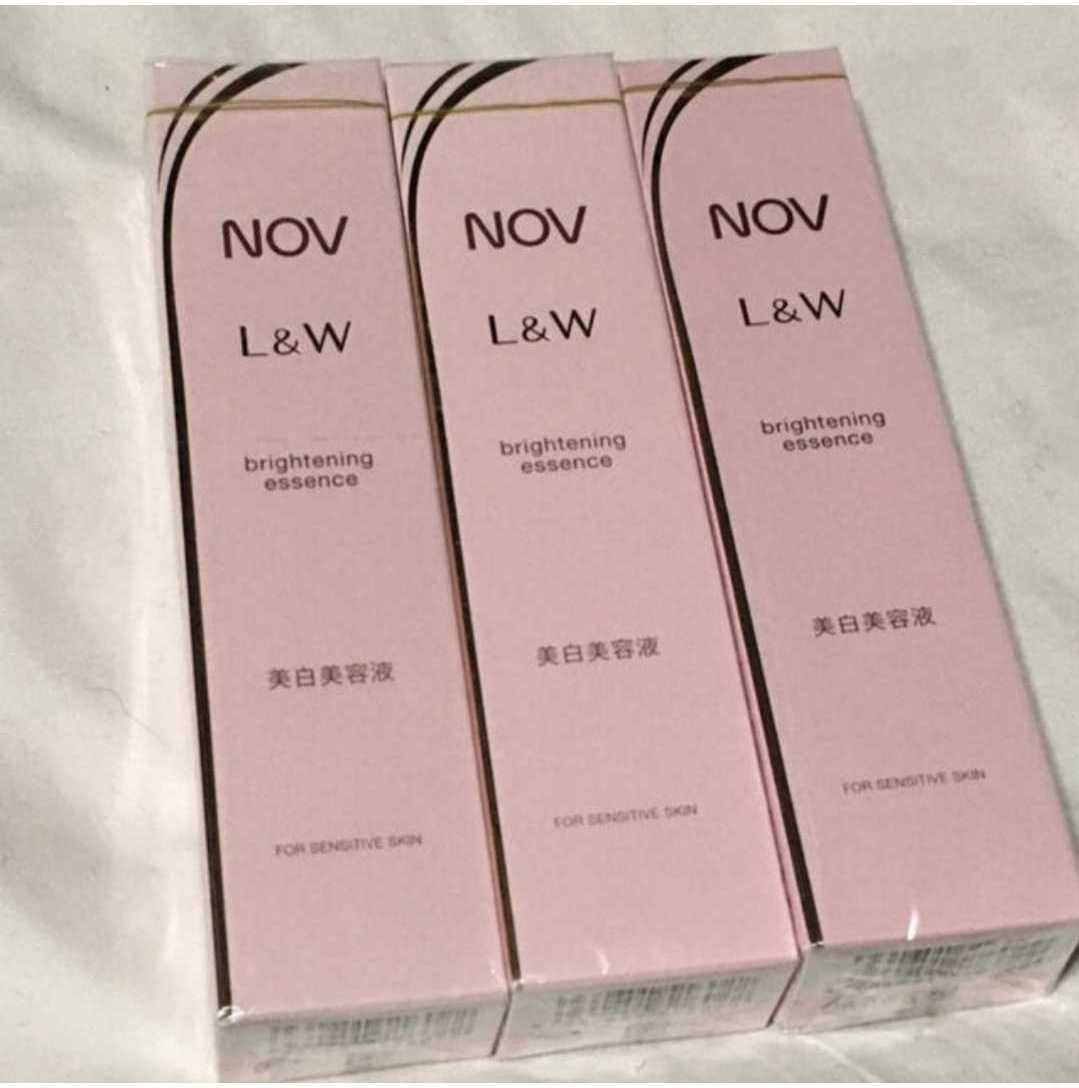 NOV
L&W
brightening
essence
美白美容液
FOR SENSITIVE SKIN
NOV
L&W
brightening
essence
美白美容液
FOR SENSITIVE SKIN
NOV
L&W
brightening
essence
美白美容液
FOR SENSITIVE SKIN